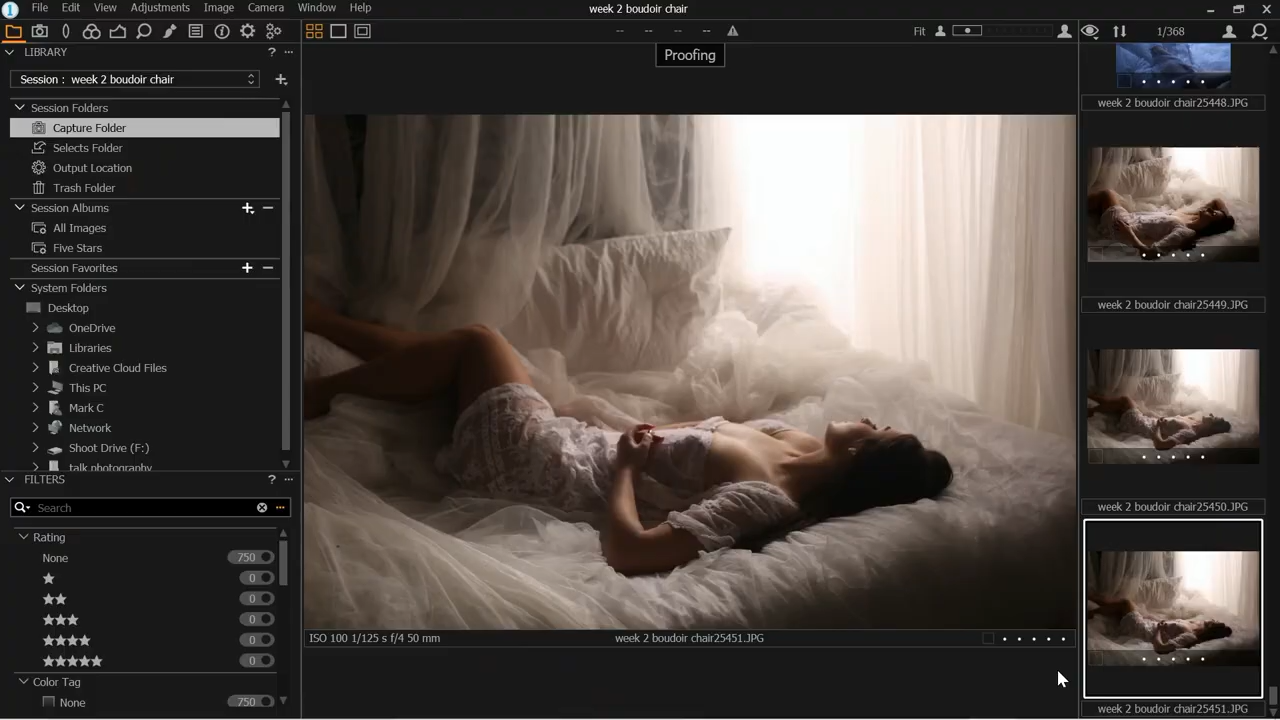 File Edit View Adjustments Image Camera Window Help
week 2 boudoir chair
Fit
1/368
Proofing
LIBRARY
Session : week 2 boudoir chair
Session Folders
Capture Folder
Selects Folder
Output Location
Trash Folder
Session Albums
All Images
Five Stars
Session Favorites
System Folders
Desktop
OneDrive
Libraries
Creative Cloud Files
This PC
Mark C
Network
Shoot Drive (F:)
talk photography
FILTERS
Search
Rating
None 750
0
0
0
0
0
Color Tag
None 750
ISO 100 1/125 s f/4 50 mm
week 2 boudoir chair25451.JPG
week 2 boudoir chair25448.JPG
week 2 boudoir chair25449.JPG
week 2 boudoir chair25450.JPG
week 2 boudoir chair25451.JPG